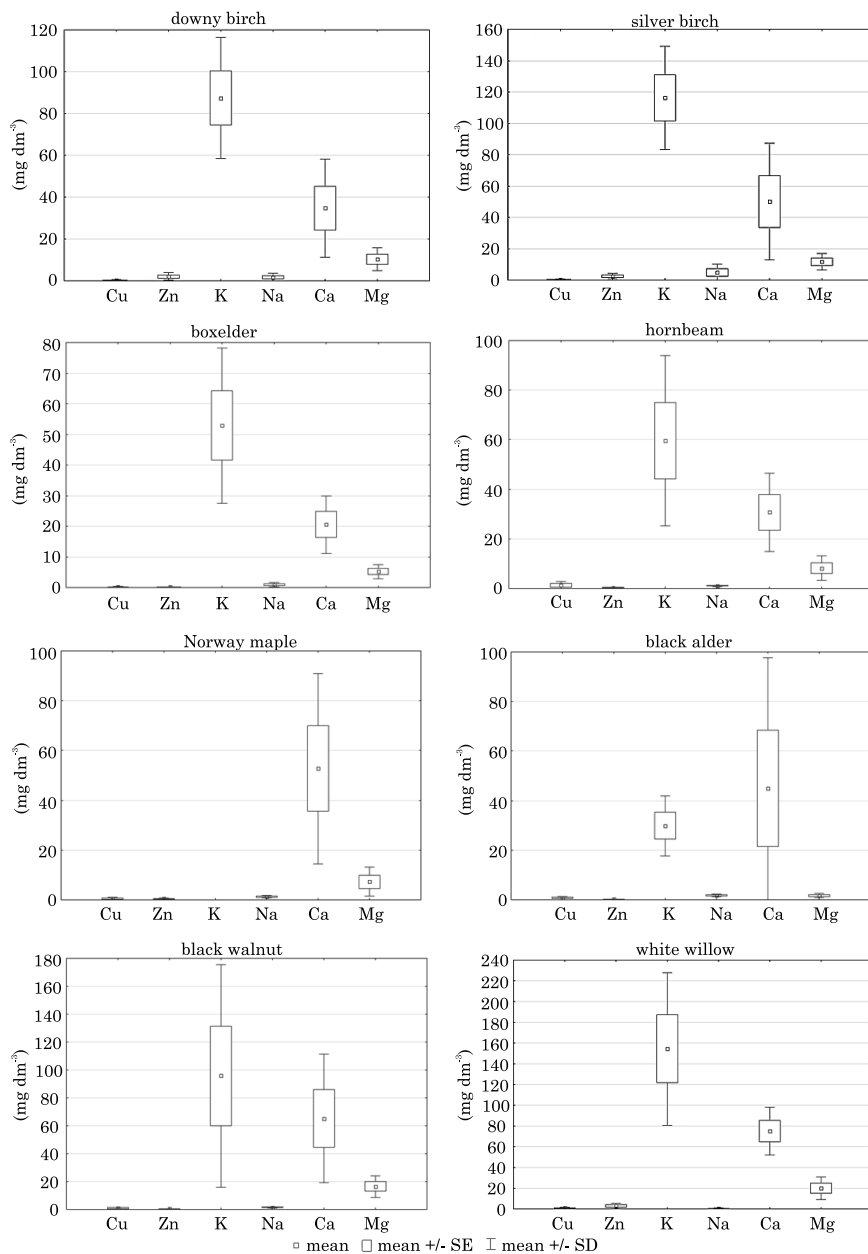 downy birch
120
100
80
60
40
20
0
(mg dm⁻³)
Cu Zn K Na Ca Mg
silver birch
160
140
120
100
80
60
40
20
0
(mg dm⁻³)
Cu Zn K Na Ca Mg
boxelder
80
70
60
50
40
30
20
10
0
(mg dm⁻³)
Cu Zn K Na Ca Mg
hornbeam
100
80
60
40
20
0
(mg dm⁻³)
Cu Zn K Na Ca Mg
Norway maple
100
80
60
40
20
0
(mg dm⁻³)
Cu Zn K Na Ca Mg
black alder
100
80
60
40
20
0
(mg dm⁻³)
Cu Zn K Na Ca Mg
black walnut
180
160
140
120
100
80
60
40
20
0
(mg dm⁻³)
Cu Zn K Na Ca Mg
white willow
240
220
200
180
160
140
120
100
80
60
40
20
0
(mg dm⁻³)
Cu Zn K Na Ca Mg
mean mean +/- SE mean +/- SD